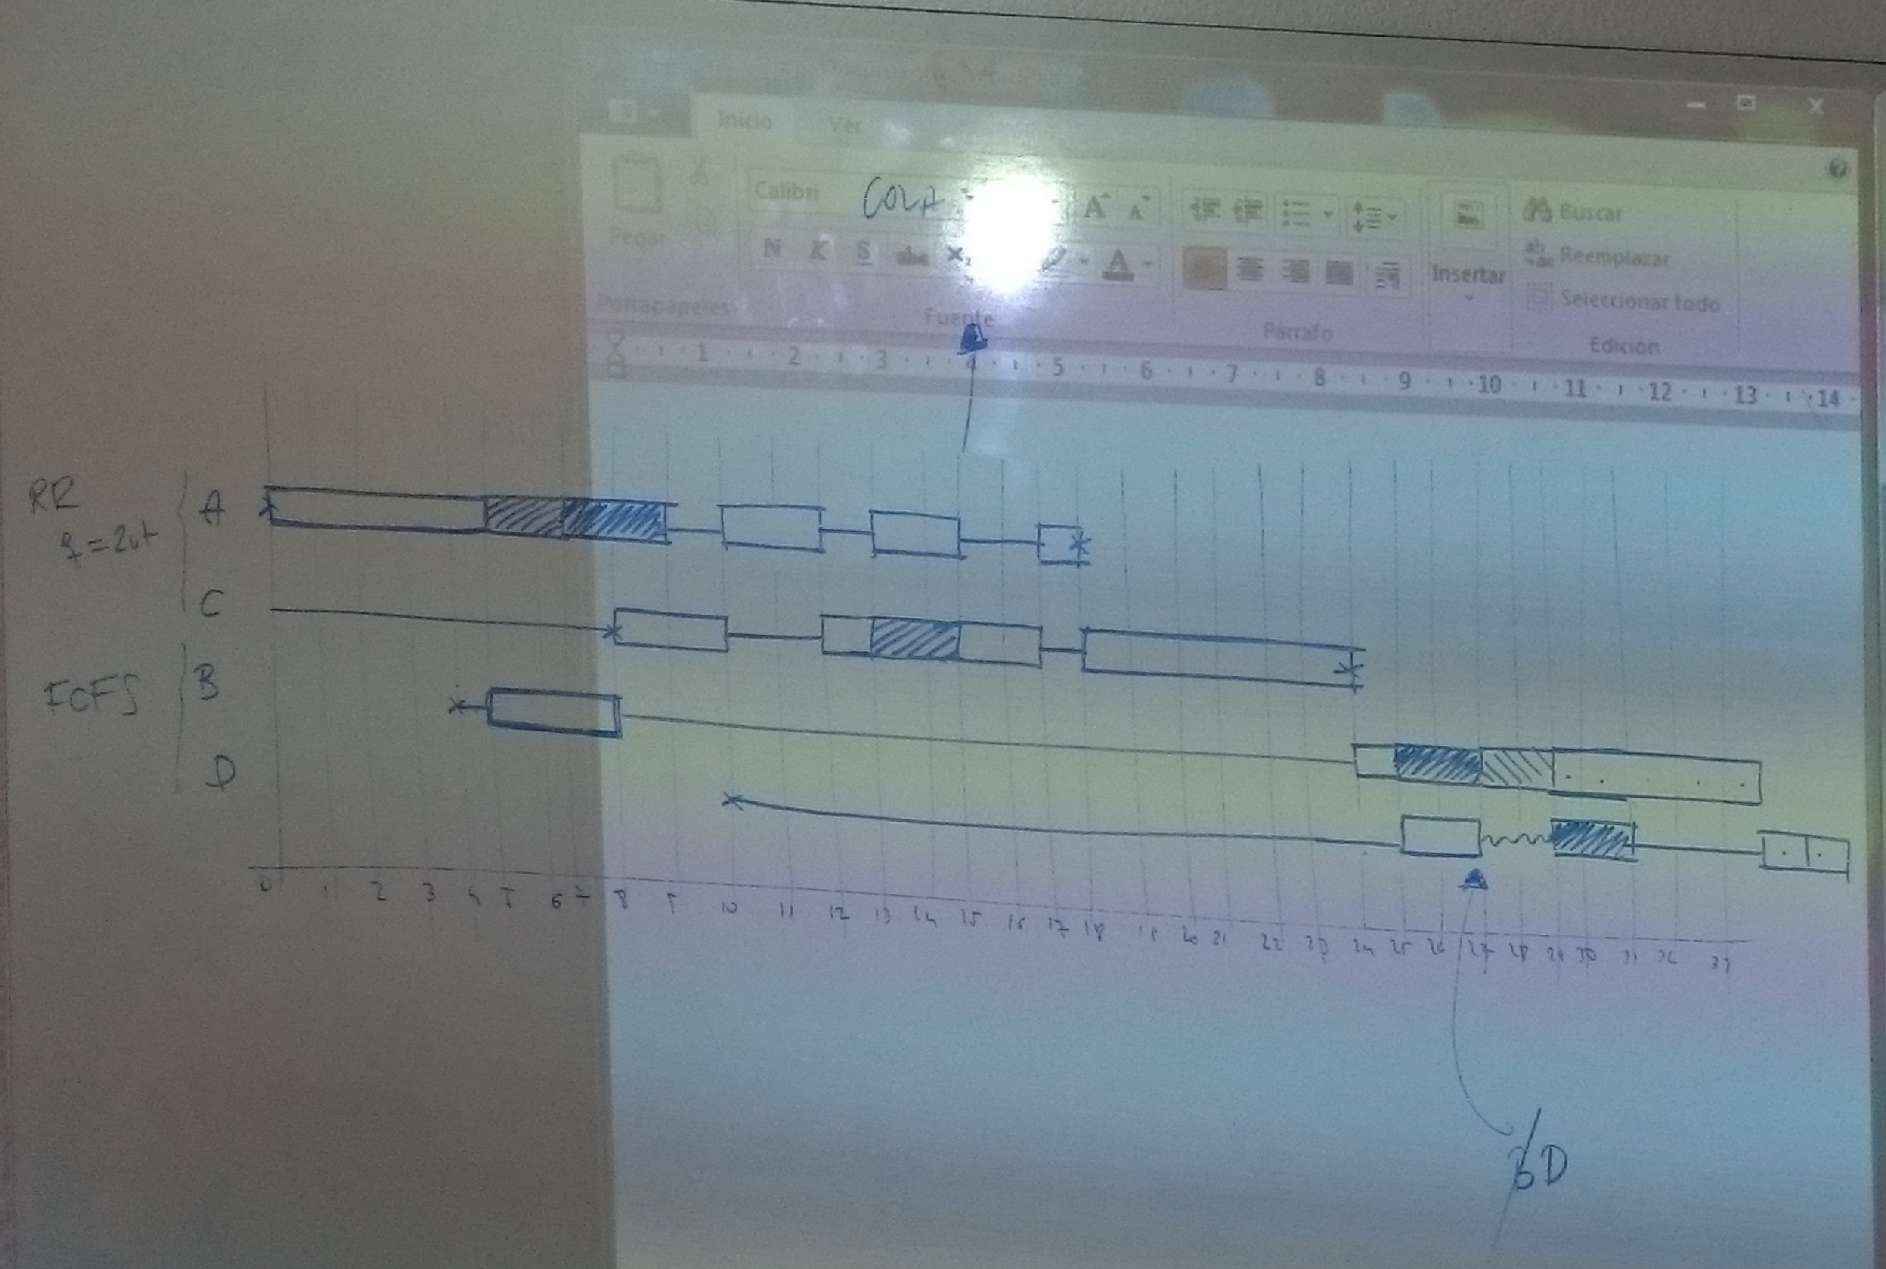 Inicio Ver
Calibri COLA A A Buscar
Pegar N K S abc X₂ A Insertar Reemplazar
Seleccionar todo
Portapapeles Fuente Párrafo Edición
1 2 3 4 5 6 7 8 9 10 11 12 13 14
RR A
q=2ut
C
FCFS B
D
0 1 2 3 4 5 6 7 8 9 10 11 12 13 14 15 16 17 18 19 20 21 22 23 24 25 26 27 28 29 30 31 32 33
BD